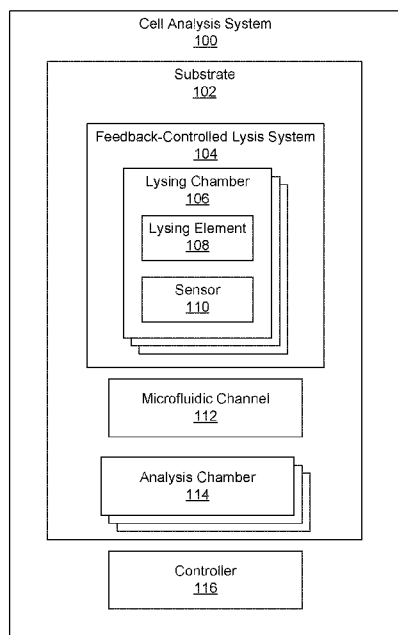 Cell Analysis System
100
Substrate
102
Feedback-Controlled Lysis System
104
Lysing Chamber
106
Lysing Element
108
Sensor
110
Microfluidic Channel
112
Analysis Chamber
114
Controller
116